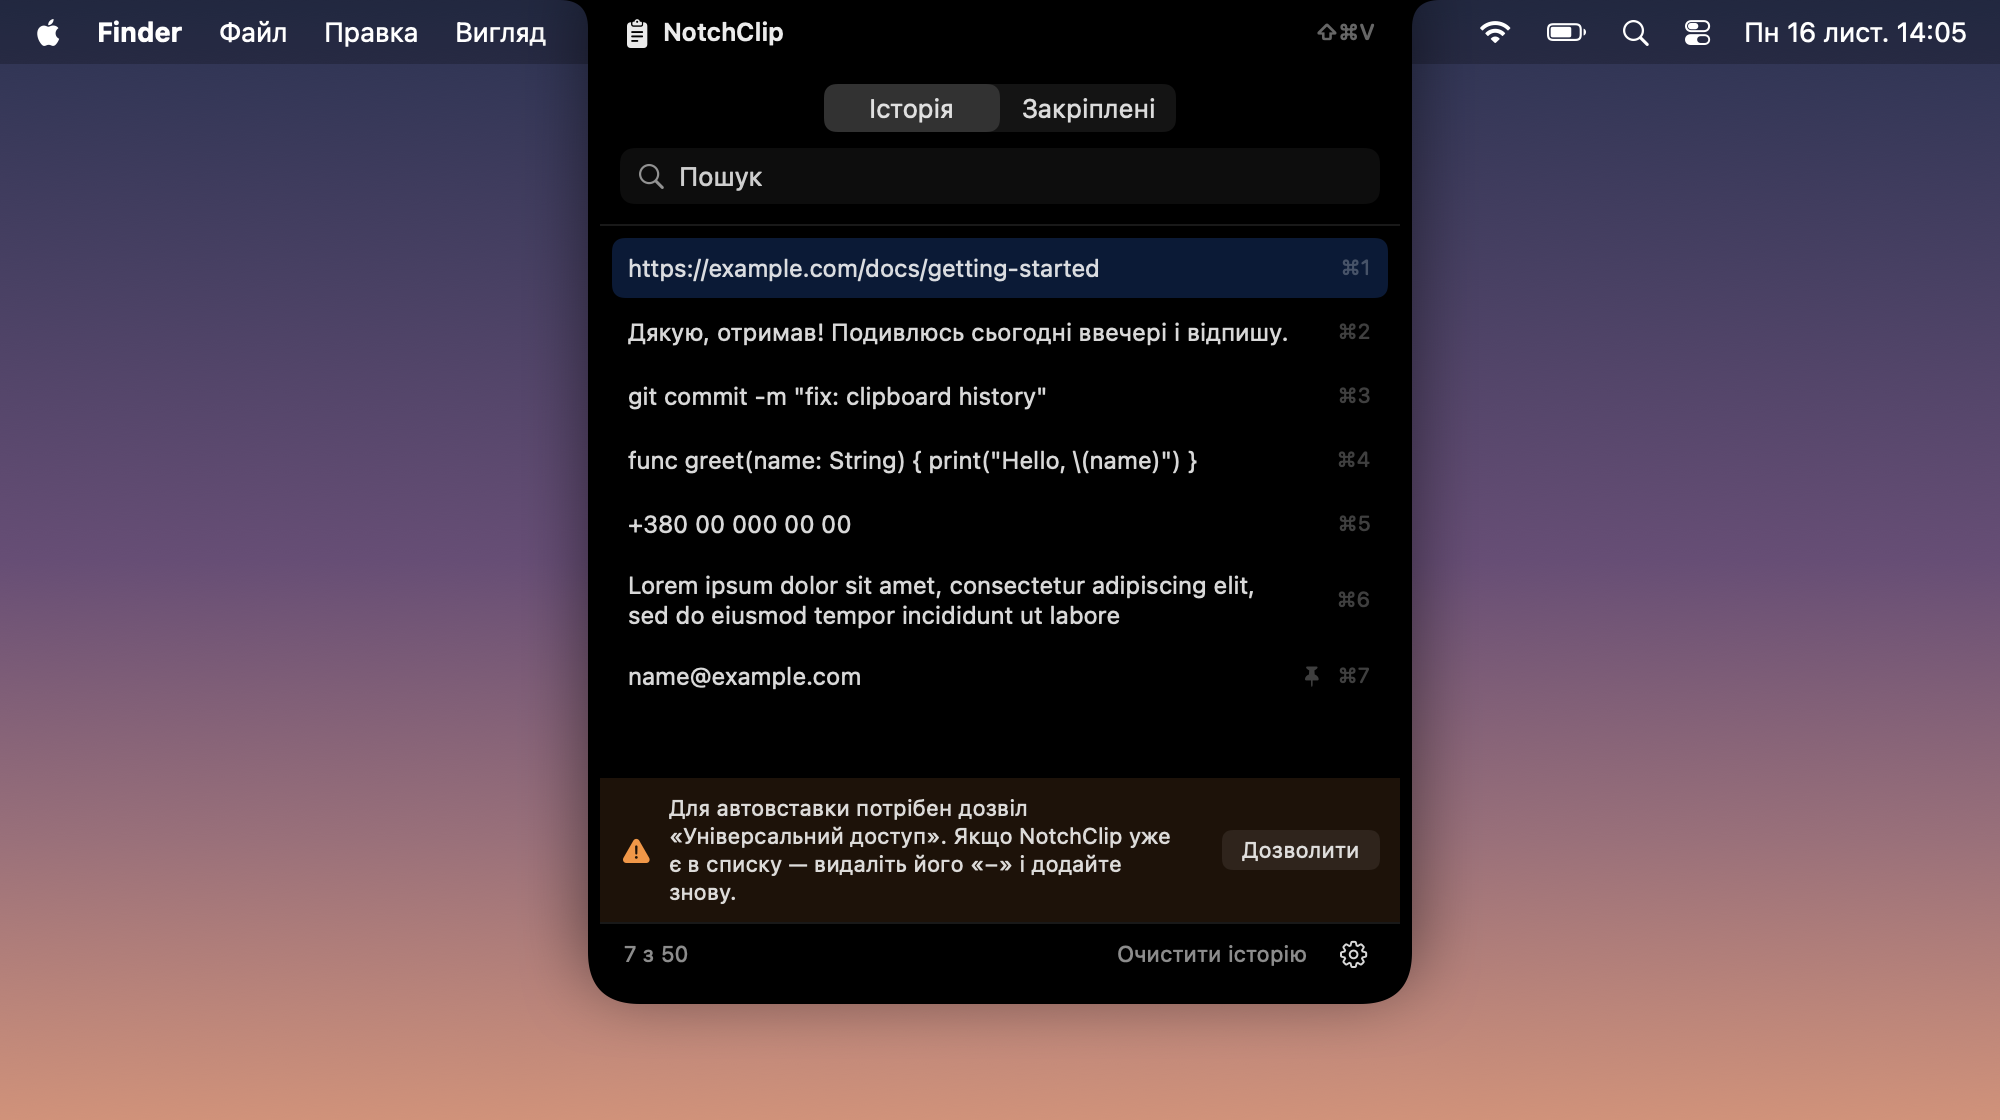 Finder Файл Правка Вигляд
NotchClip ⇧⌘V
Пн 16 лист. 14:05
Історія Закріплені
Пошук
https://example.com/docs/getting-started ⌘1
Дякую, отримав! Подивлюсь сьогодні ввечері і відпишу. ⌘2
git commit -m "fix: clipboard history" ⌘3
func greet(name: String) { print("Hello, \(name)") } ⌘4
+380 00 000 00 00 ⌘5
Lorem ipsum dolor sit amet, consectetur adipiscing elit,
sed do eiusmod tempor incididunt ut labore ⌘6
name@example.com ⌘7
Для автовставки потрібен дозвіл
«Універсальний доступ». Якщо NotchClip уже
є в списку — видаліть його «−» і додайте
знову.
Дозволити
7 з 50 Очистити історію